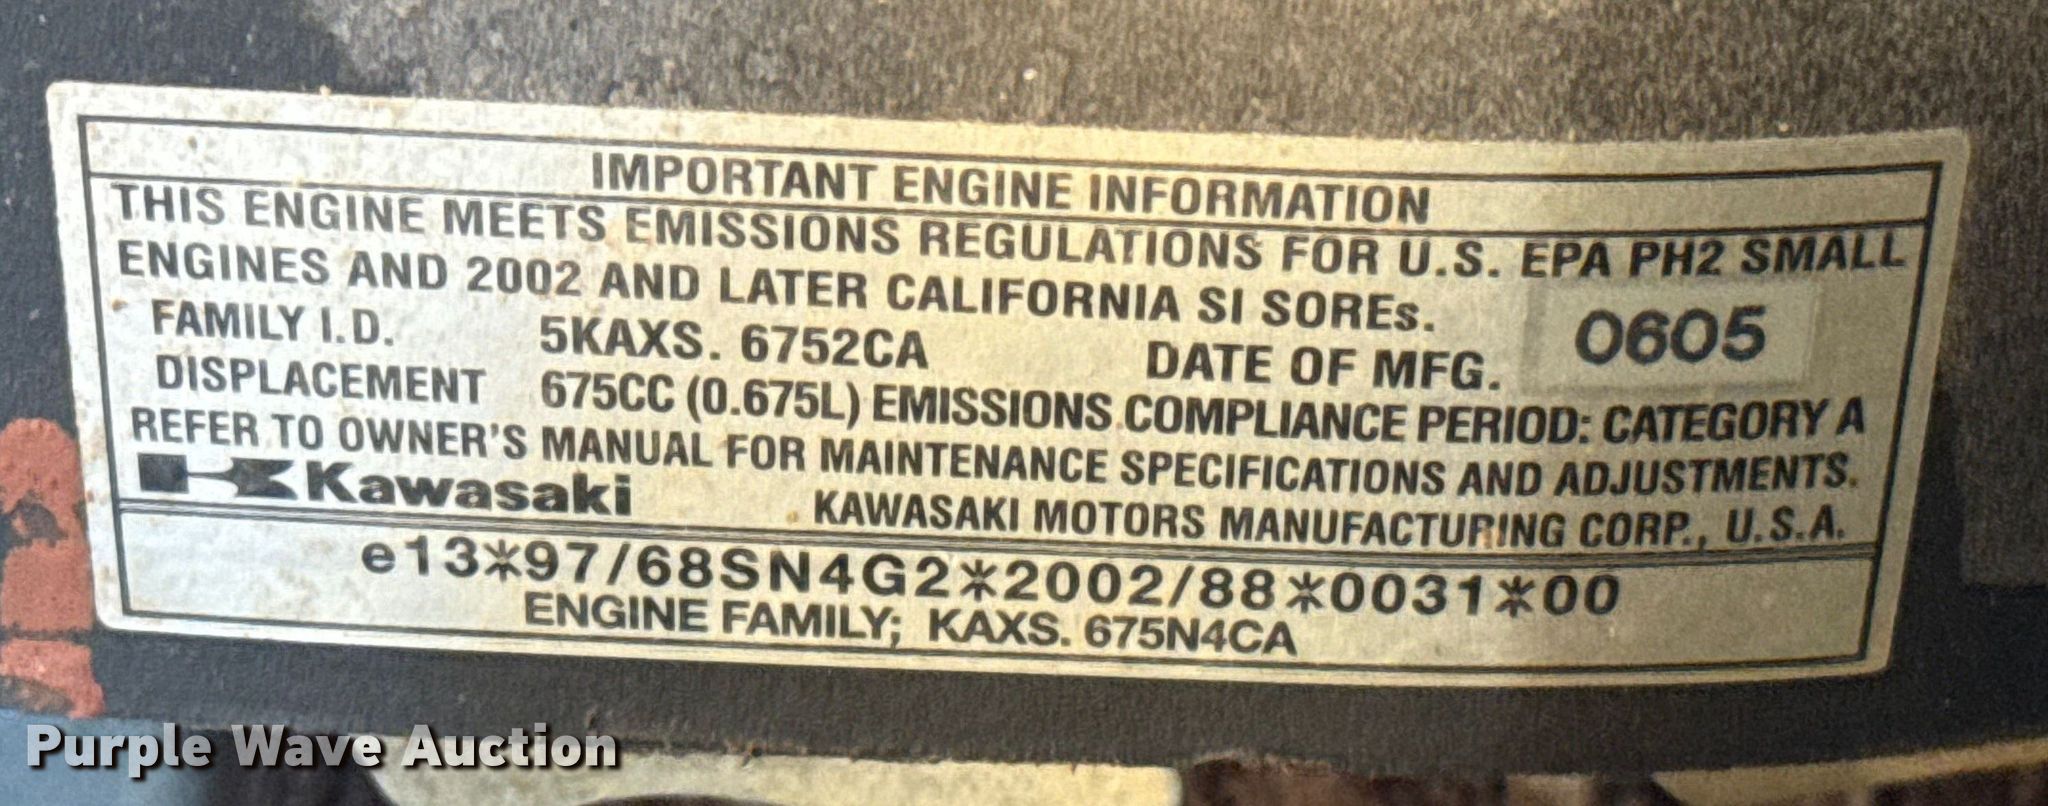 IMPORTANT ENGINE INFORMATION
THIS ENGINE MEETS EMISSIONS REGULATIONS FOR U.S. EPA PH2 SMALL
ENGINES AND 2002 AND LATER CALIFORNIA SI SOREs.
FAMILY I.D. 5KAXS. 6752CA DATE OF MFG. 0605
DISPLACEMENT 675CC (0.675L) EMISSIONS COMPLIANCE PERIOD: CATEGORY A
REFER TO OWNER'S MANUAL FOR MAINTENANCE SPECIFICATIONS AND ADJUSTMENTS.
Kawasaki KAWASAKI MOTORS MANUFACTURING CORP., U.S.A.
e13*97/68SN4G2*2002/88*0031*00
ENGINE FAMILY; KAXS. 675N4CA
Purple Wave Auction